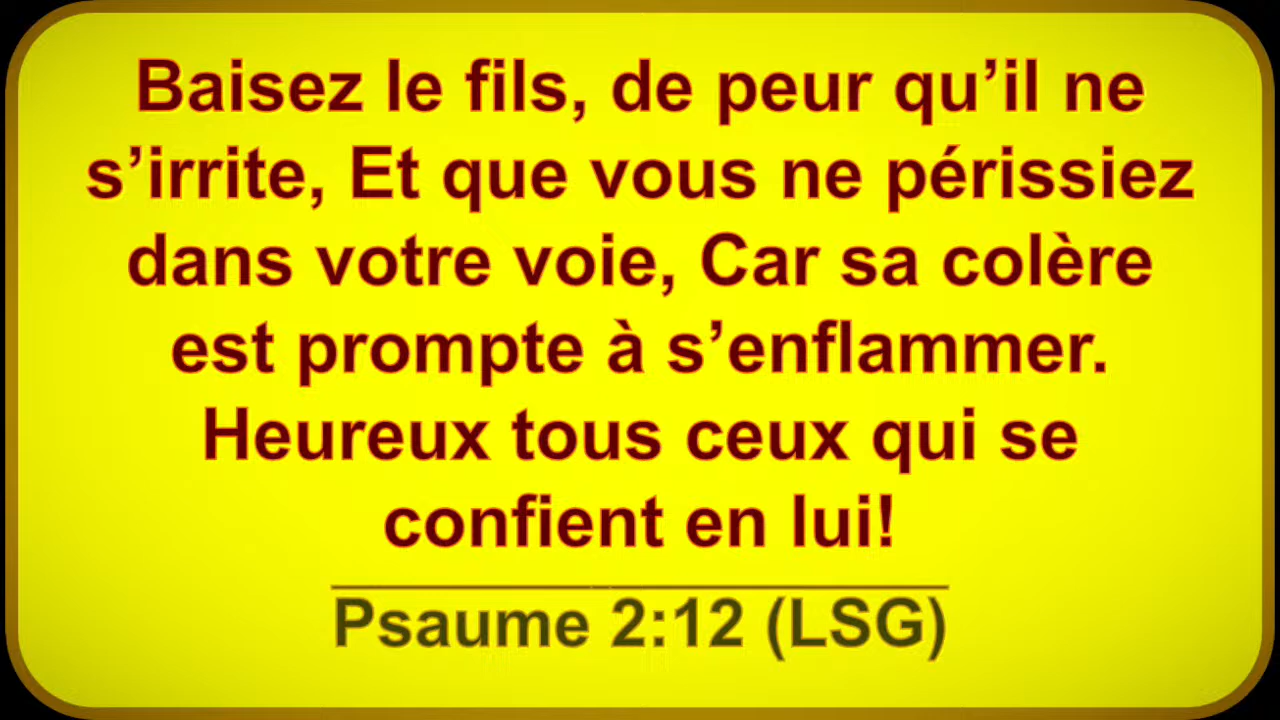 Baisez le fils, de peur qu’il ne
s’irrite, Et que vous ne périssiez
dans votre voie, Car sa colère
est prompte à s’enflammer.
Heureux tous ceux qui se
confient en lui!
Psaume 2:12 (LSG)